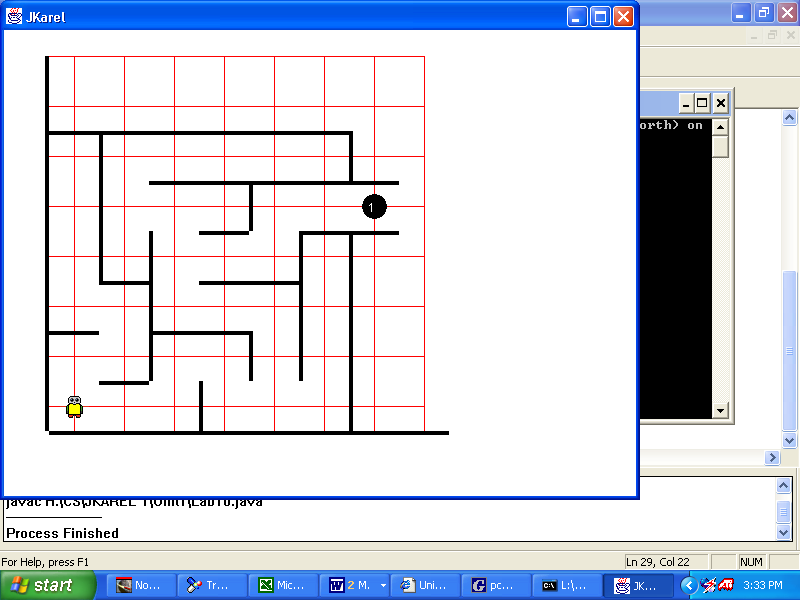 JKarel
orth) on
1
javac H:\CS\JKAREL 1\Unit1\Lab10.java
Process Finished
For Help, press F1
Ln 29, Col 22
NUM
start
No...
Tr...
Mic...
2 M.
Uni...
pc...
L:\...
JK...
3:33 PM